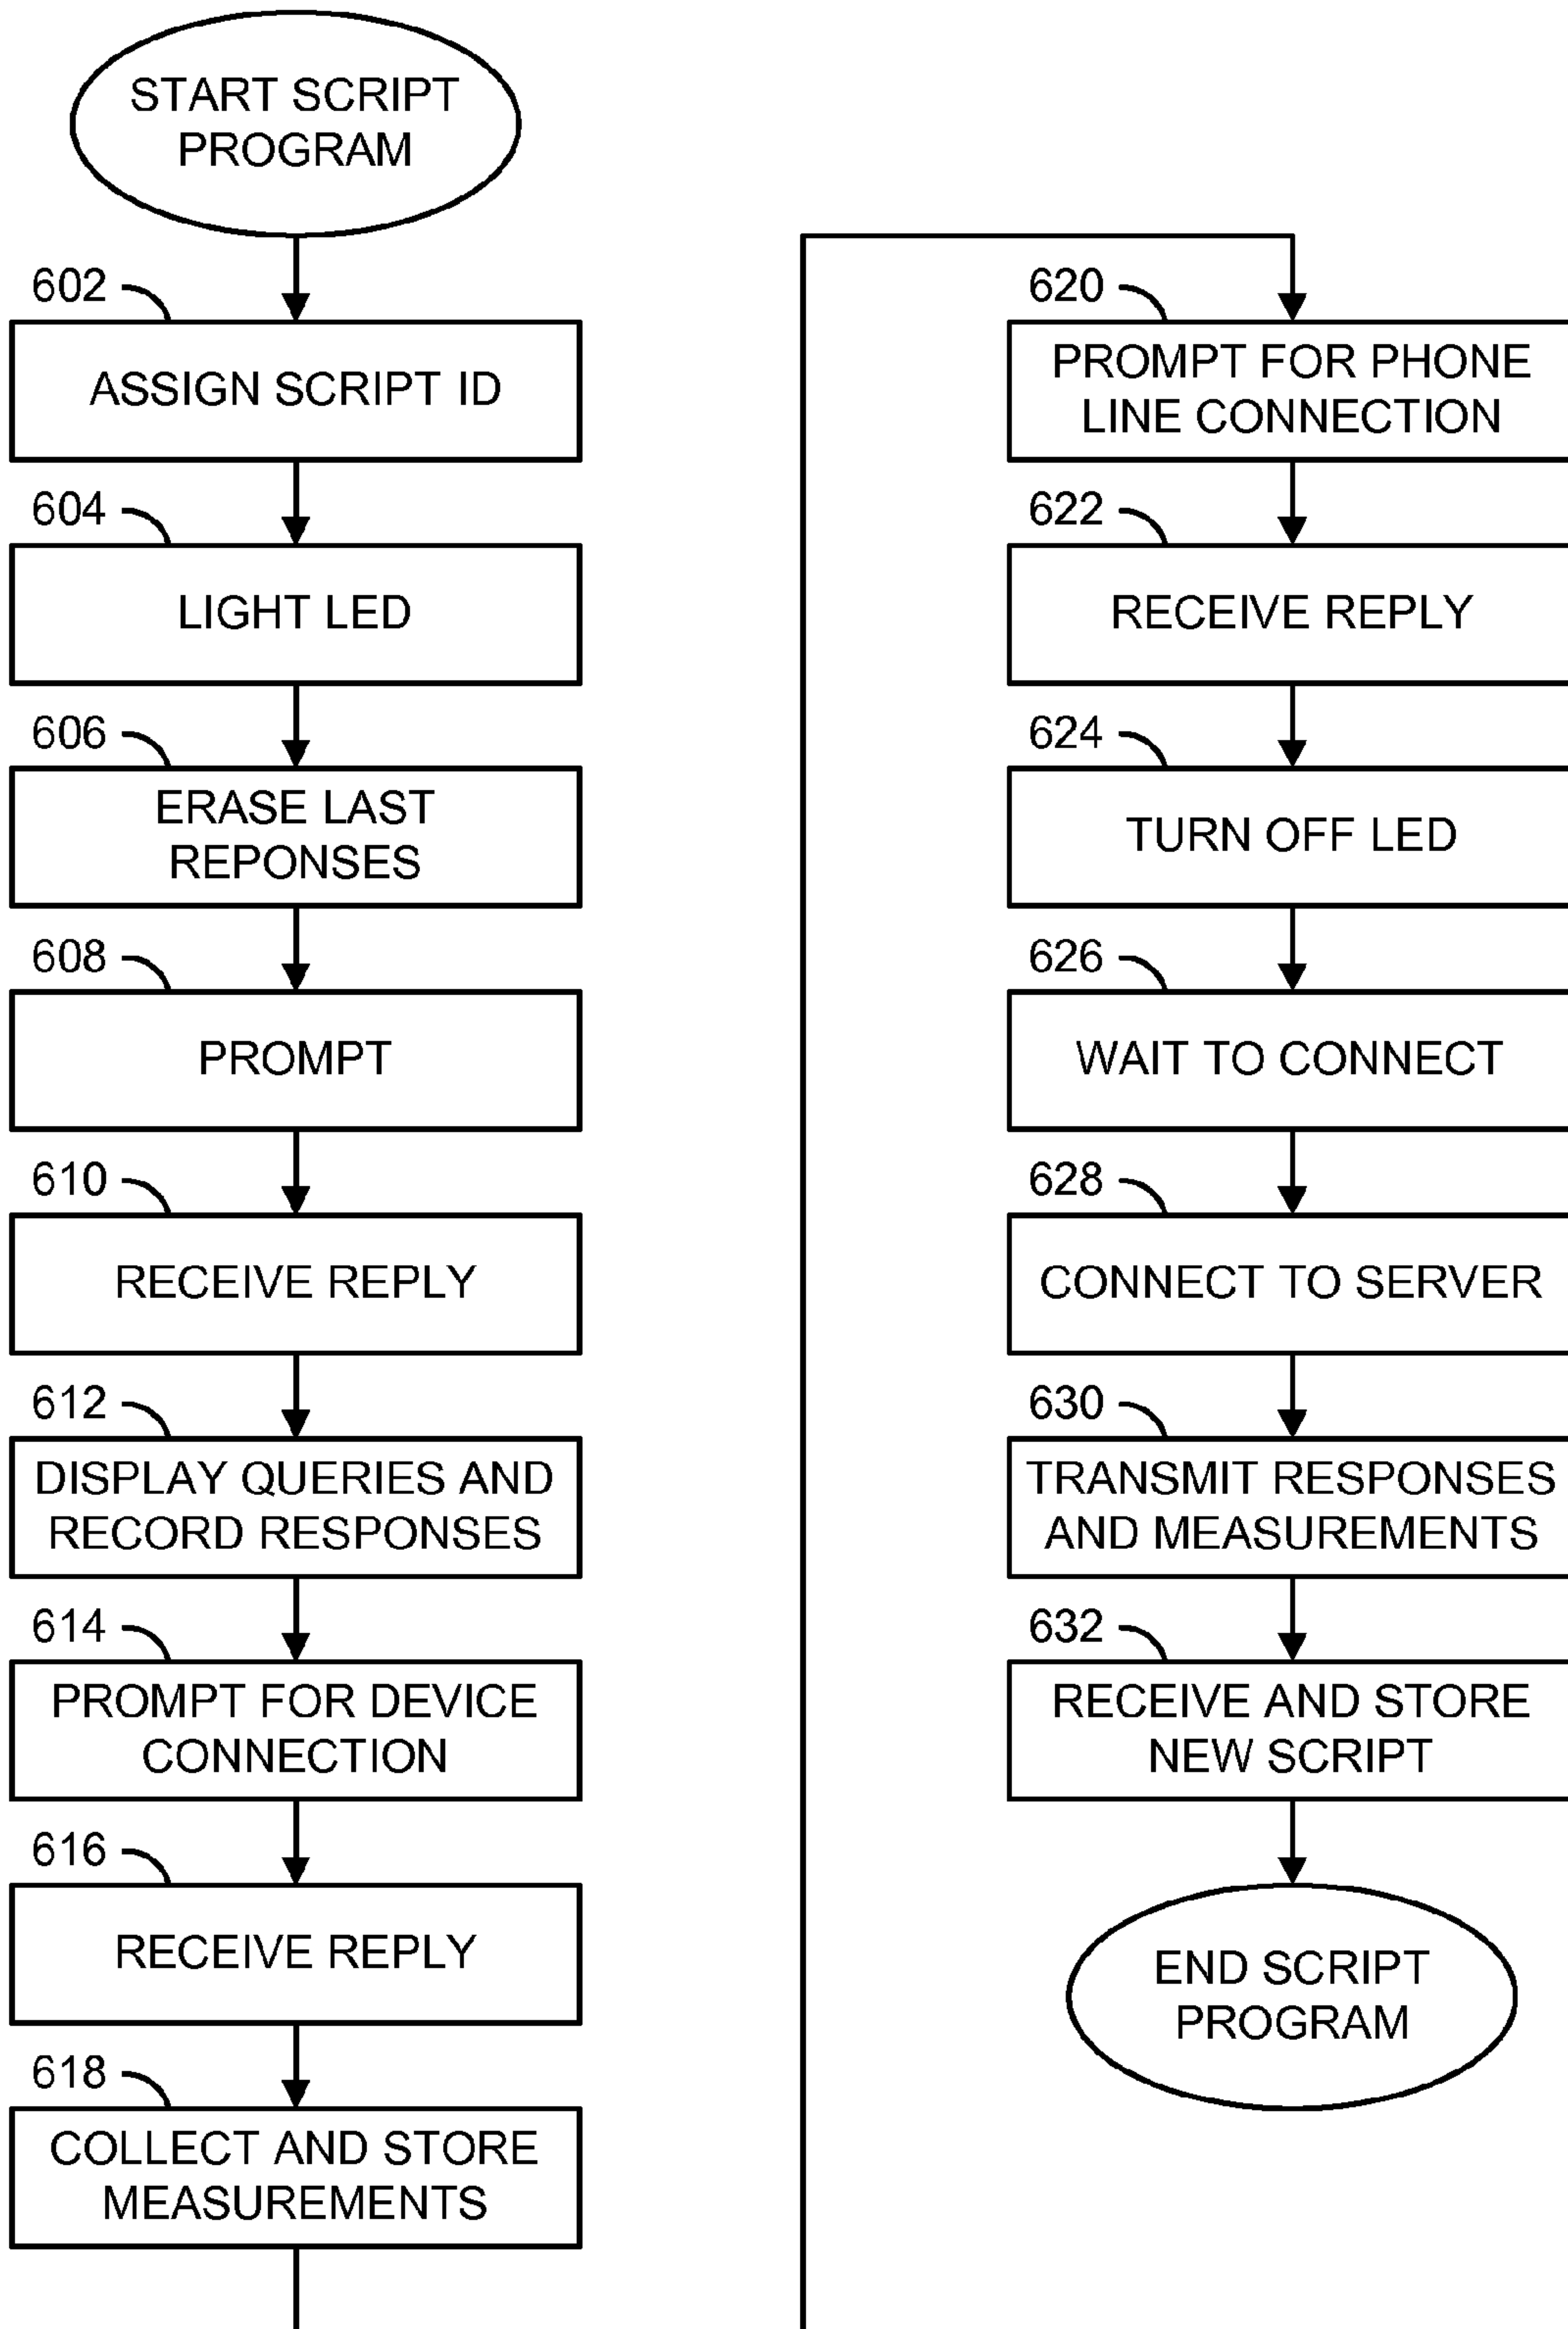 START SCRIPT
PROGRAM
602
ASSIGN SCRIPT ID
604
LIGHT LED
606
ERASE LAST
REPONSES
608
PROMPT
610
RECEIVE REPLY
612
DISPLAY QUERIES AND
RECORD RESPONSES
614
PROMPT FOR DEVICE
CONNECTION
616
RECEIVE REPLY
618
COLLECT AND STORE
MEASUREMENTS
620
PROMPT FOR PHONE
LINE CONNECTION
622
RECEIVE REPLY
624
TURN OFF LED
626
WAIT TO CONNECT
628
CONNECT TO SERVER
630
TRANSMIT RESPONSES
AND MEASUREMENTS
632
RECEIVE AND STORE
NEW SCRIPT
END SCRIPT
PROGRAM